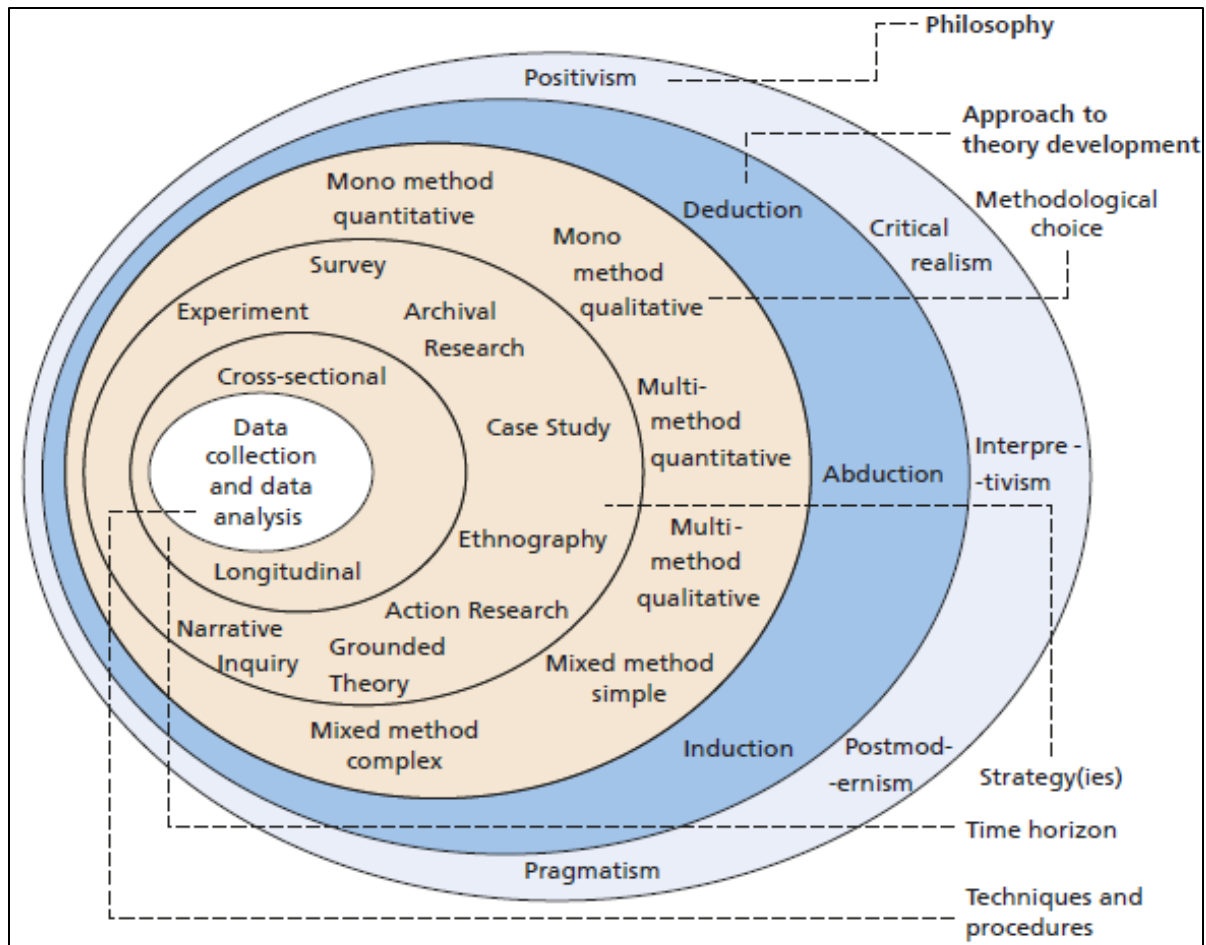 Philosophy
Positivism
Approach to
theory development
Mono method
quantitative
Deduction
Methodological
choice
Critical
realism
Mono
method
qualitative
Survey
Experiment
Archival
Research
Cross-sectional
Multi-
method
quantitative
Data
collection
and data
analysis
Case Study
Abduction
Interpre -
-tivism
Ethnography
Multi-
method
qualitative
Longitudinal
Action Research
Narrative
Inquiry
Grounded
Theory
Mixed method
simple
Mixed method
complex
Induction
Postmod-
-ernism
Strategy(ies)
Time horizon
Pragmatism
Techniques and
procedures